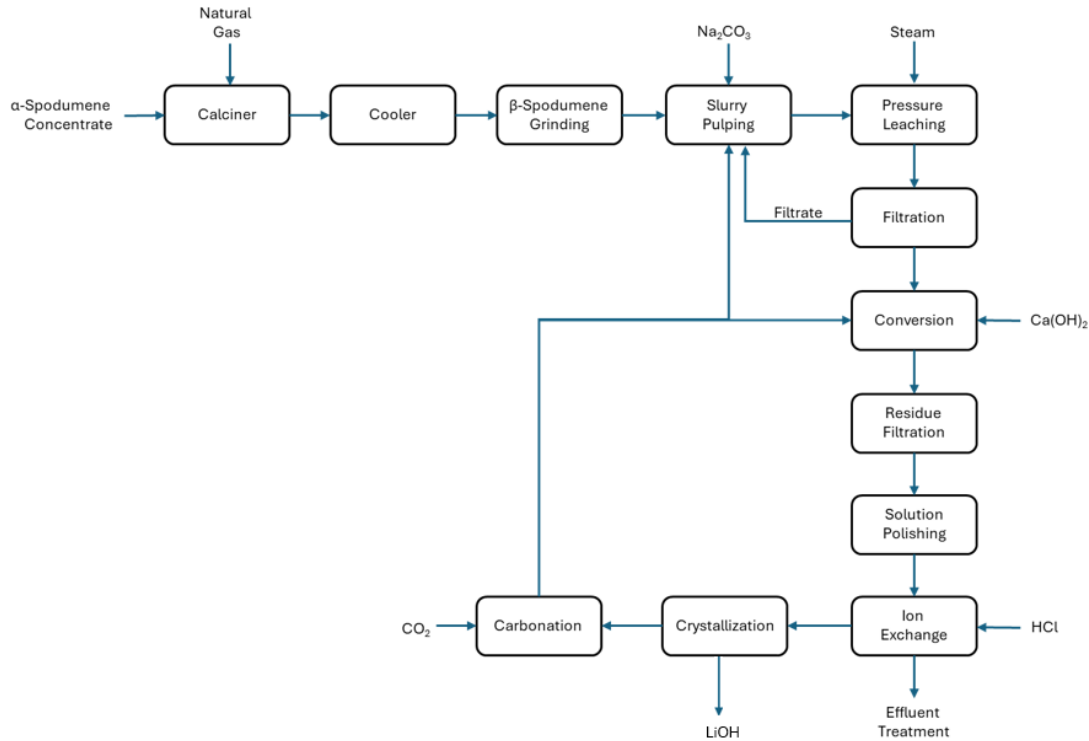 Natural
Gas
Na₂CO₃
Steam
α-Spodumene
Concentrate
Calciner
Cooler
β-Spodumene
Grinding
Slurry
Pulping
Pressure
Leaching
Filtrate
Filtration
Conversion
Ca(OH)₂
Residue
Filtration
Solution
Polishing
CO₂
Carbonation
Crystallization
Ion
Exchange
HCl
LiOH
Effluent
Treatment